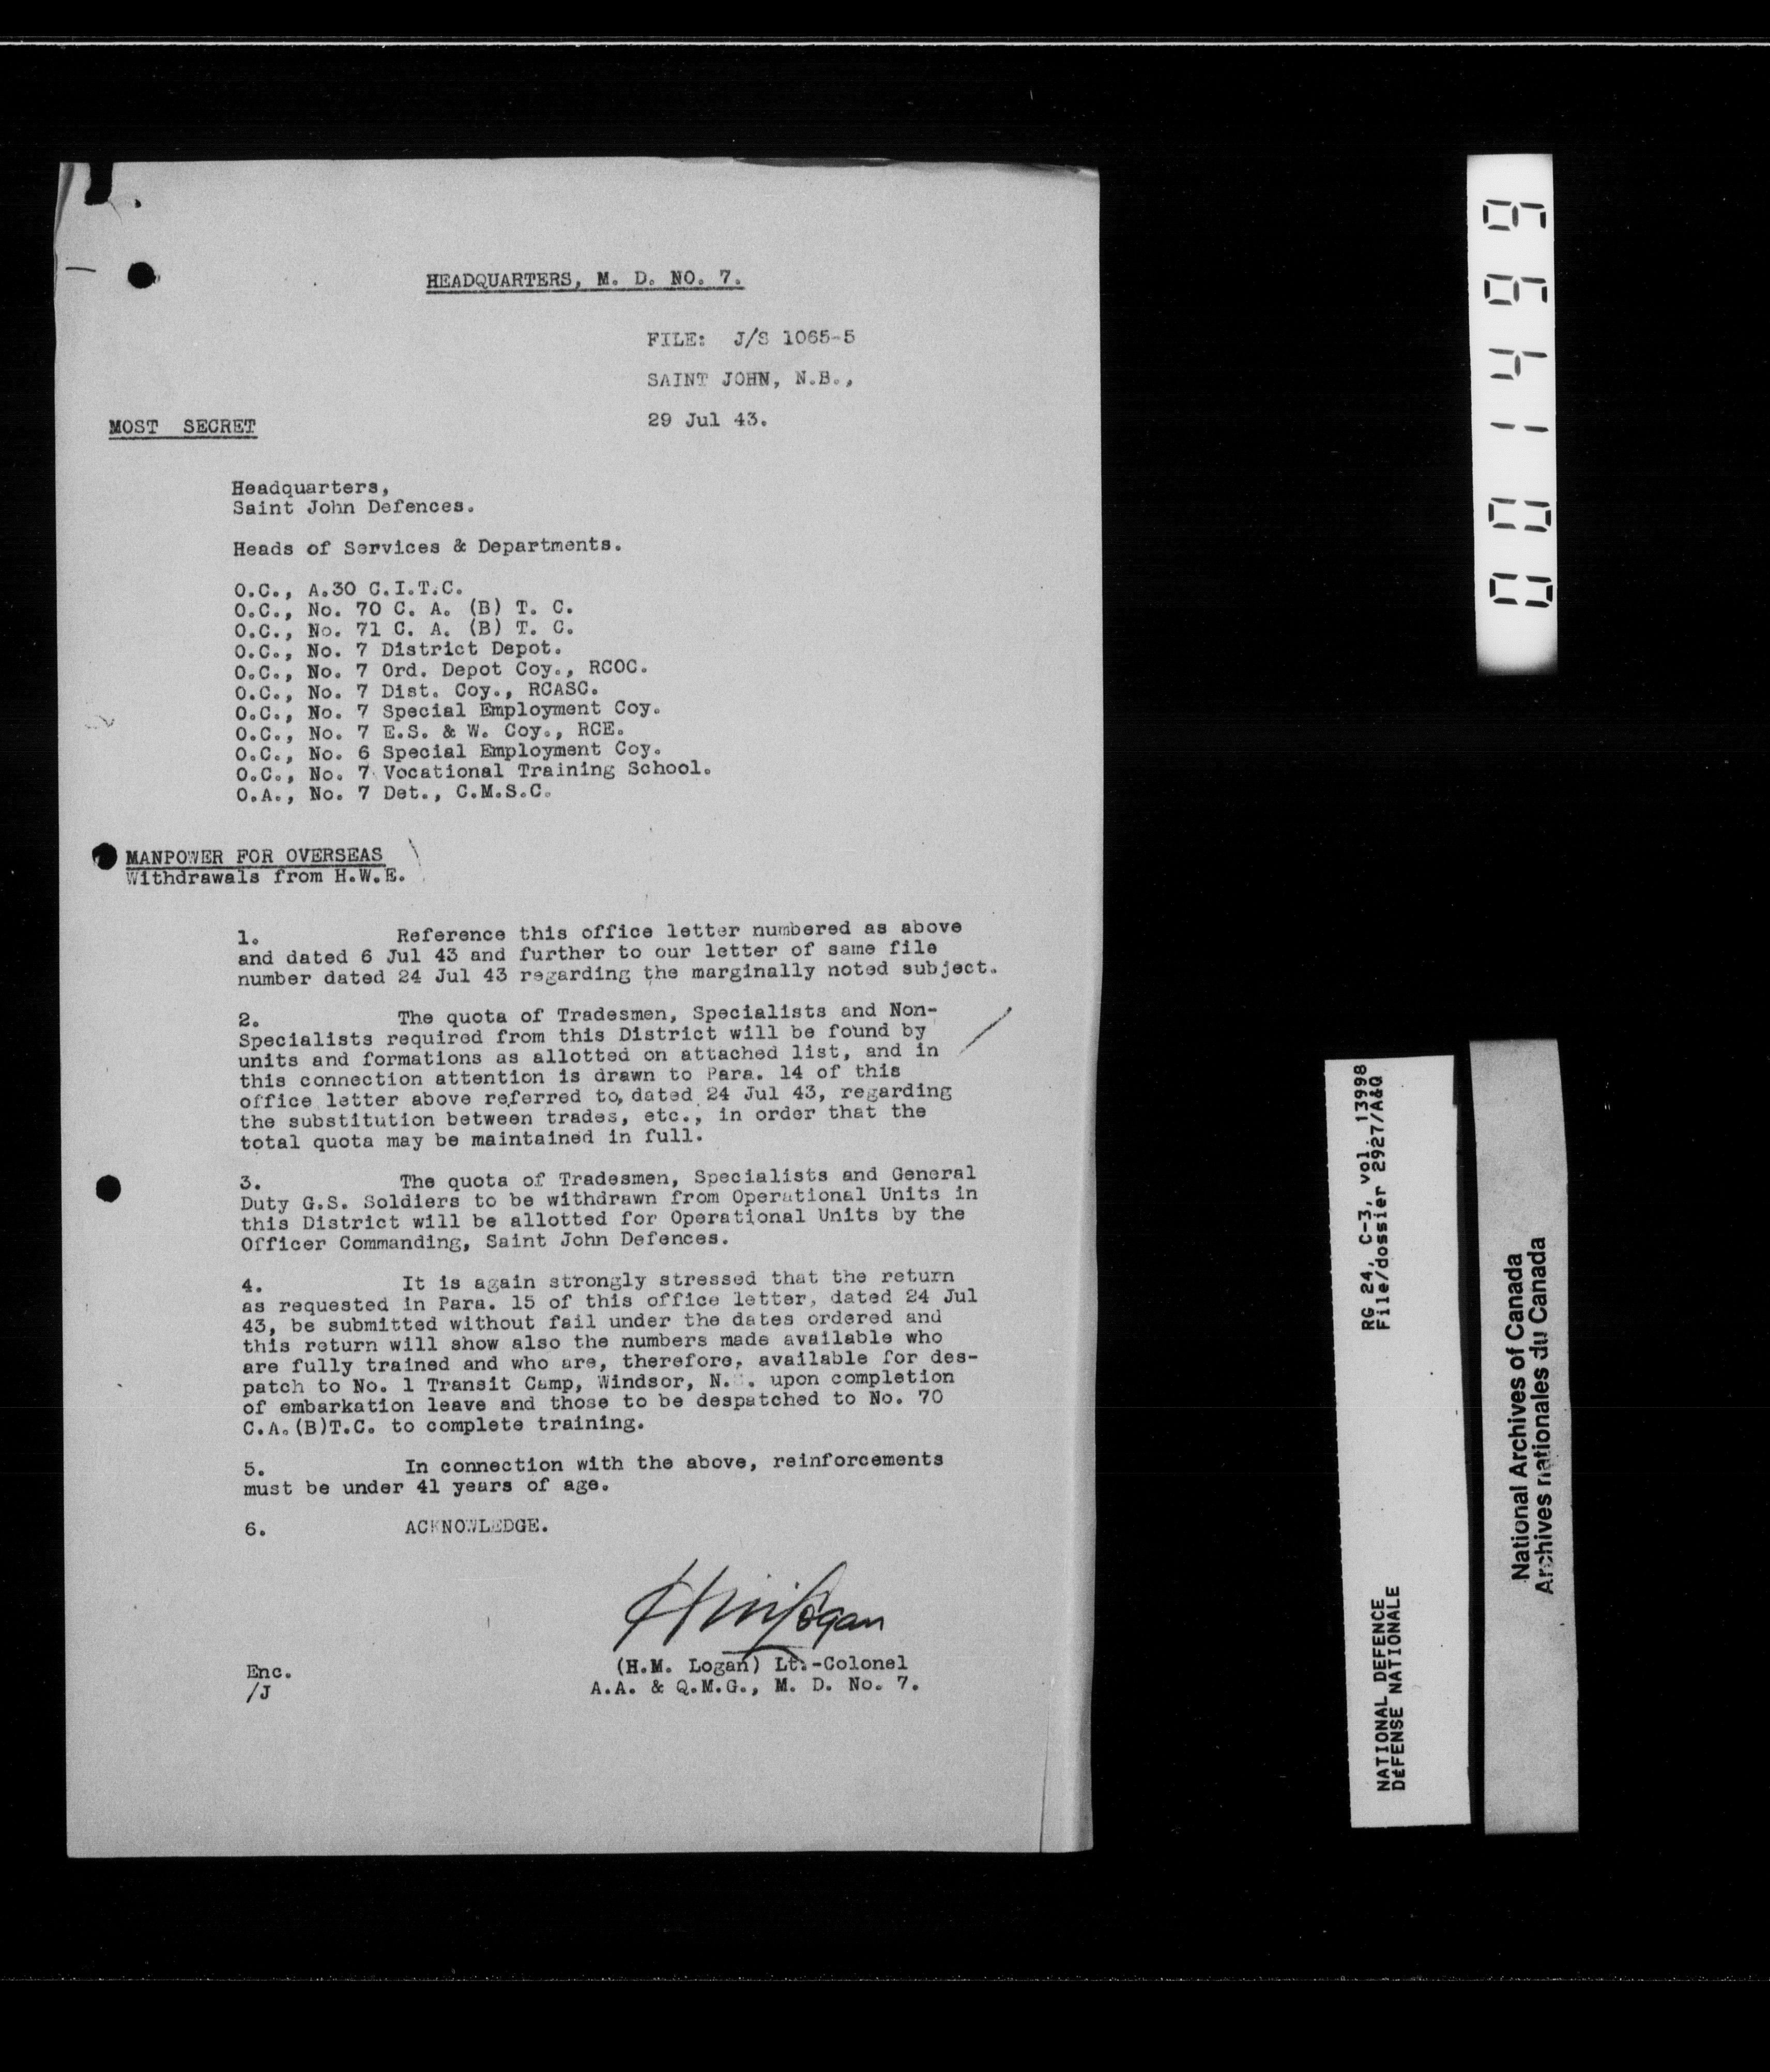 HEADQUARTERS, M. D. NO. 7.
FILE: J/S 1065-5
SAINT JOHN, N.B.,
29 Jul 43.
MOST SECRET
Headquarters,
Saint John Defences.
Heads of Services & Departments.
O.C., A.30 C.I.T.C.
O.C., No. 70 C. A. (B) T. C.
O.C., No. 71 C. A. (B) T. C.
O.C., No. 7 District Depot.
O.C., No. 7 Ord. Depot Coy., RCOC.
O.C., No. 7 Dist. Coy., RCASC.
O.C., No. 7 Special Employment Coy.
O.C., No. 7 E.S. & W. Coy., RCE.
O.C., No. 6 Special Employment Coy.
O.C., No. 7 Vocational Training School.
O.A., No. 7 Det., C.M.S.C.
MANPOWER FOR OVERSEAS
Withdrawals from H.W.E.
1. Reference this office letter numbered as above
and dated 6 Jul 43 and further to our letter of same file
number dated 24 Jul 43 regarding the marginally noted subject.
2. The quota of Tradesmen, Specialists and Non-
Specialists required from this District will be found by
units and formations as allotted on attached list, and in
this connection attention is drawn to Para. 14 of this
office letter above referred to, dated 24 Jul 43, regarding
the substitution between trades, etc., in order that the
total quota may be maintained in full.
3. The quota of Tradesmen, Specialists and General
Duty G.S. Soldiers to be withdrawn from Operational Units in
this District will be allotted for Operational Units by the
Officer Commanding, Saint John Defences.
4. It is again strongly stressed that the return
as requested in Para. 15 of this office letter, dated 24 Jul
43, be submitted without fail under the dates ordered and
this return will show also the numbers made available who
are fully trained and who are, therefore, available for des-
patch to No. 1 Transit Camp, Windsor, N. . upon completion
of embarkation leave and those to be despatched to No. 70
C.A.(B)T.C. to complete training.
5. In connection with the above, reinforcements
must be under 41 years of age.
6. ACKNOWLEDGE.
HM Logan
(H.M. Logan) Lt.-Colonel
A.A. & Q.M.G., M. D. No. 7.
Enc.
/J
001499
RG 24, C-3, vol. 13998
File/dossier 2927/A&Q
NATIONAL DEFENCE
DÉFENSE NATIONALE
National Archives of Canada
Archives nationales du Canada